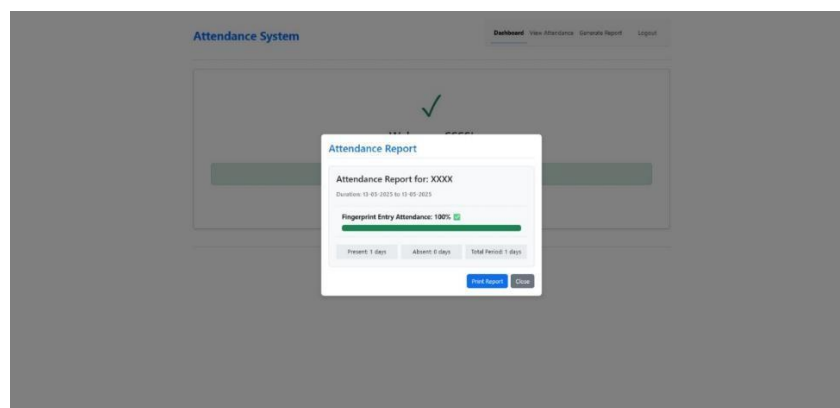 Attendance System
Dashboard View Attendance Generate Report Logout
Attendance Report
Attendance Report for: XXXX
Duration: 13-05-2025 to 13-05-2025
Fingerprint Entry Attendance: 100% ✅
Present: 1 days Absent: 0 days Total Period: 1 days
Print Report Close